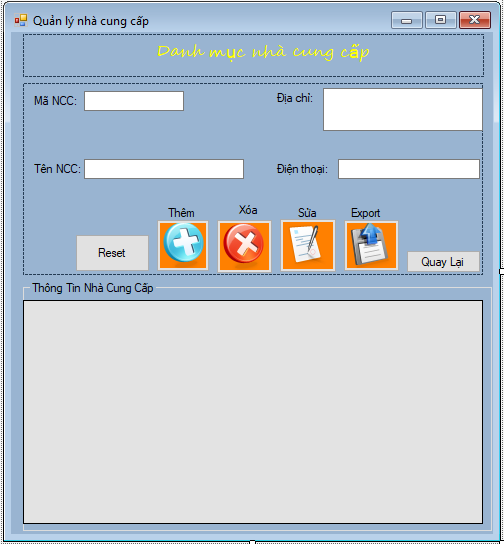 Quản lý nhà cung cấp
Danh mục nhà cung cấp
Mã NCC:
Địa chỉ:
Tên NCC:
Điện thoại:
Thêm
Xóa
Sữa
Export
Reset
Quay Lại
Thông Tin Nhà Cung Cấp